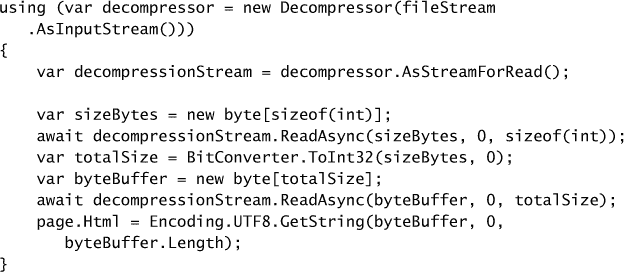 using (var decompressor = new Decompressor(fileStream
    .AsInputStream()))
{
    var decompressionStream = decompressor.AsStreamForRead();

    var sizeBytes = new byte[sizeof(int)];
    await decompressionStream.ReadAsync(sizeBytes, 0, sizeof(int));
    var totalSize = BitConverter.ToInt32(sizeBytes, 0);
    var byteBuffer = new byte[totalSize];
    await decompressionStream.ReadAsync(byteBuffer, 0, totalSize);
    page.Html = Encoding.UTF8.GetString(byteBuffer, 0,
        byteBuffer.Length);
}